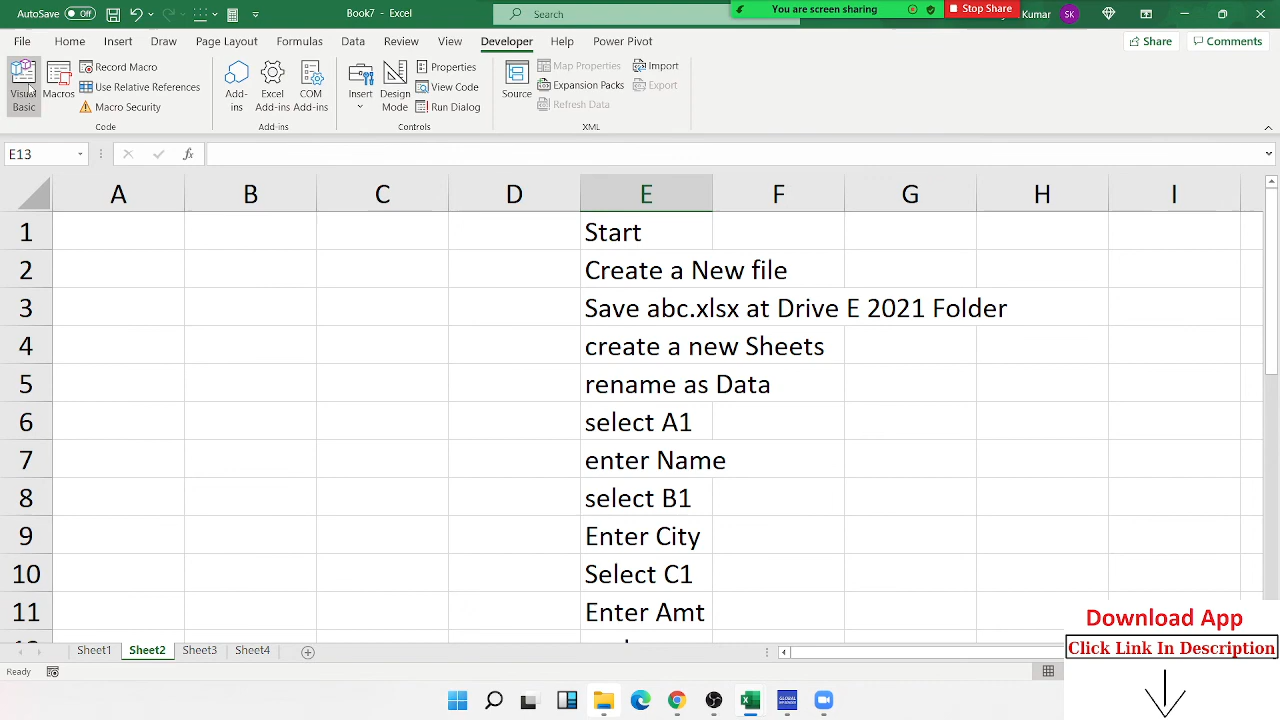 AutoSave Off Book7 - Excel Search You are screen sharing Stop Share Kumar SK
File Home Insert Draw Page Layout Formulas Data Review View Developer Help Power Pivot Share Comments
Visual Basic
Macros
Record Macro
Use Relative References
Macro Security
Code
Add-ins
Excel Add-ins
COM Add-ins
Add-ins
Insert
Design Mode
Properties
View Code
Run Dialog
Controls
Source
Map Properties
Expansion Packs
Refresh Data
Import
Export
XML
E13 fx
A B C D E F G H I
1 Start
2 Create a New file
3 Save abc.xlsx at Drive E 2021 Folder
4 create a new Sheets
5 rename as Data
6 select A1
7 enter Name
8 select B1
9 Enter City
10 Select C1
11 Enter Amt
Sheet1 Sheet2 Sheet3 Sheet4
Ready
Download App
Click Link In Description